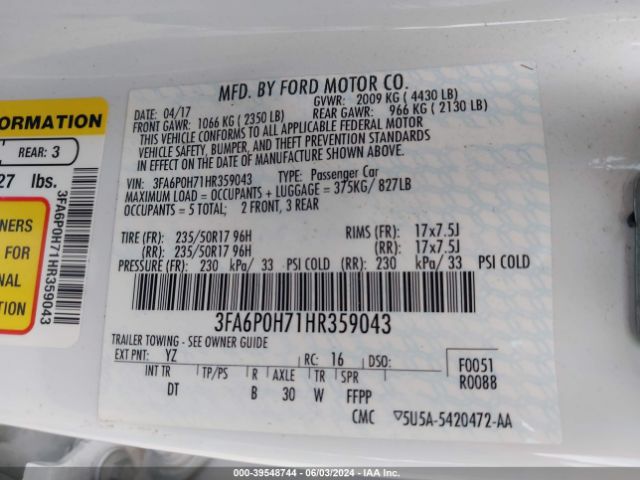 MFD. BY FORD MOTOR CO.
DATE: 04/17 GVWR: 2009 KG ( 4430 LB)
FRONT GAWR: 1066 KG ( 2350 LB) REAR GAWR: 966 KG ( 2130 LB)
THIS VEHICLE CONFORMS TO ALL APPLICABLE FEDERAL MOTOR
VEHICLE SAFETY, BUMPER, AND THEFT PREVENTION STANDARDS
IN EFFECT ON THE DATE OF MANUFACTURE SHOWN ABOVE.
VIN: 3FA6P0H71HR359043 TYPE: Passenger Car
MAXIMUM LOAD = OCCUPANTS + LUGGAGE = 375KG/ 827LB
OCCUPANTS = 5 TOTAL; 2 FRONT, 3 REAR
TIRE (FR): 235/50R17 96H RIMS (FR): 17x7.5J
(RR): 235/50R17 96H (RR): 17x7.5J
PRESSURE (FR): 230 kPa/ 33 PSI COLD (RR): 230 kPa/ 33 PSI COLD
3FA6P0H71HR359043
TRAILER TOWING - SEE OWNER GUIDE
EXT PNT: YZ RC: 16 DSO: F0051
R0088
INT TR TP/PS R AXLE TR SPR
DT B 30 W FFPP
CMC 5U5A-5420472-AA
FORMATION
REAR: 3
27 lbs.
3FA6P0H71HR359043
NERS
FOR
NAL
ON
000-39548744 - 06/03/2024 - IAA Inc.